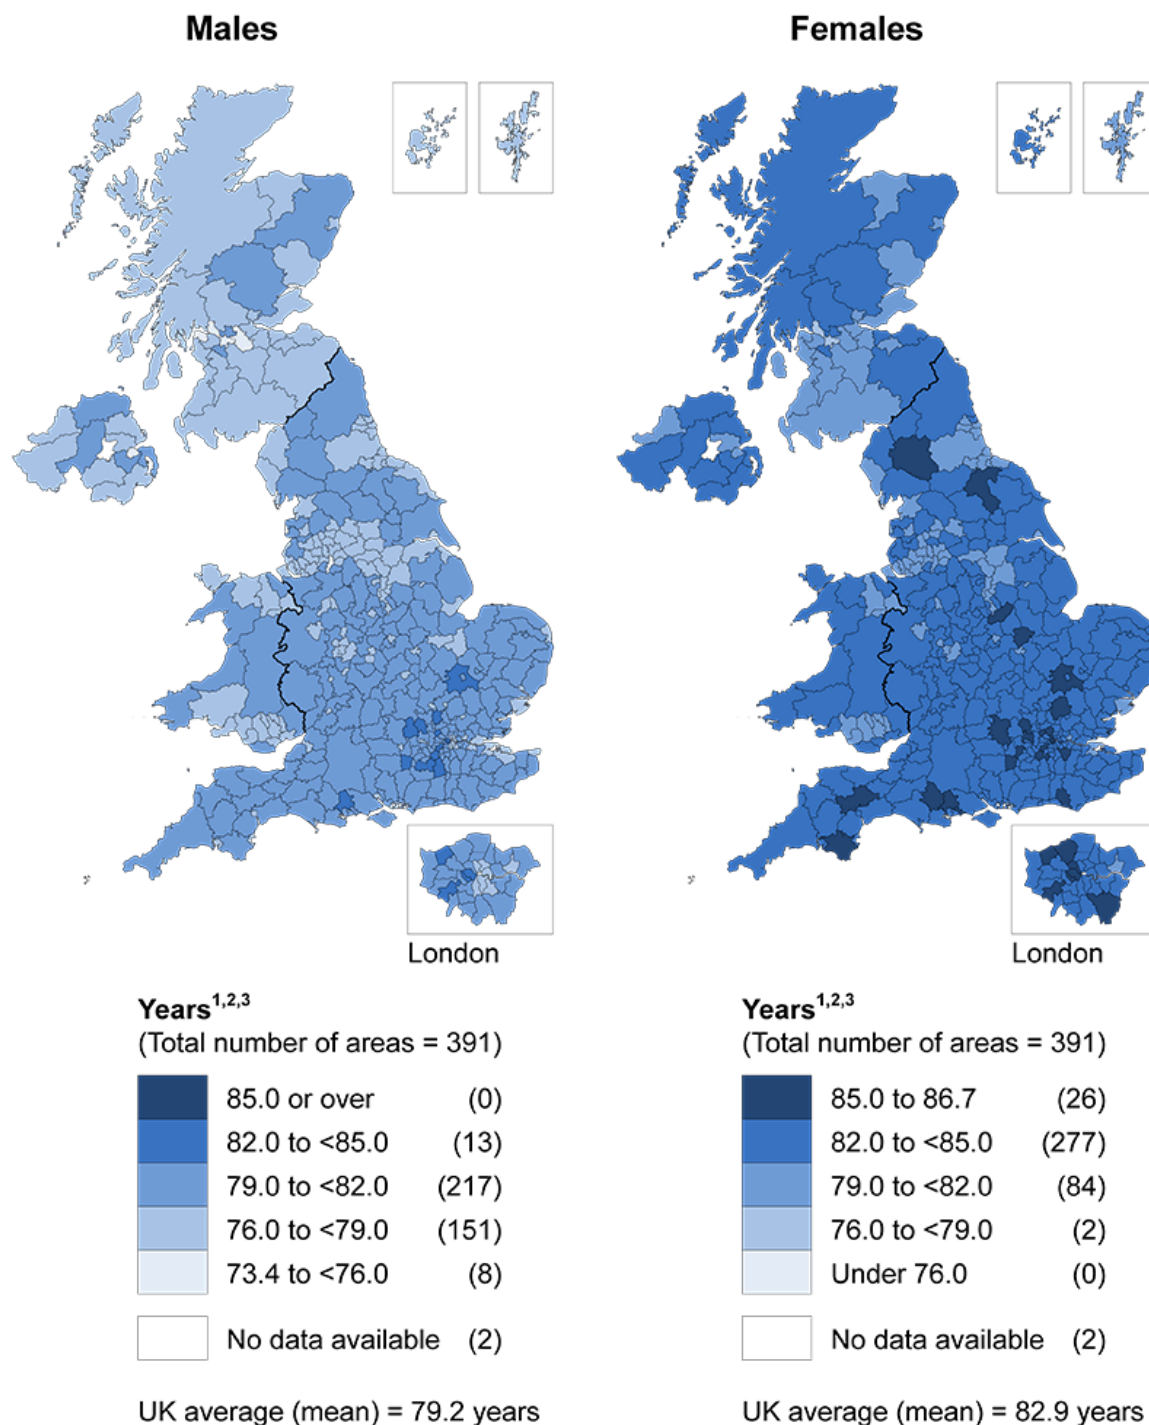 Males
Females
London
London
Years1,2,3
(Total number of areas = 391)
85.0 or over (0)
82.0 to <85.0 (13)
79.0 to <82.0 (217)
76.0 to <79.0 (151)
73.4 to <76.0 (8)
No data available (2)
UK average (mean) = 79.2 years
Years1,2,3
(Total number of areas = 391)
85.0 to 86.7 (26)
82.0 to <85.0 (277)
79.0 to <82.0 (84)
76.0 to <79.0 (2)
Under 76.0 (0)
No data available (2)
UK average (mean) = 82.9 years